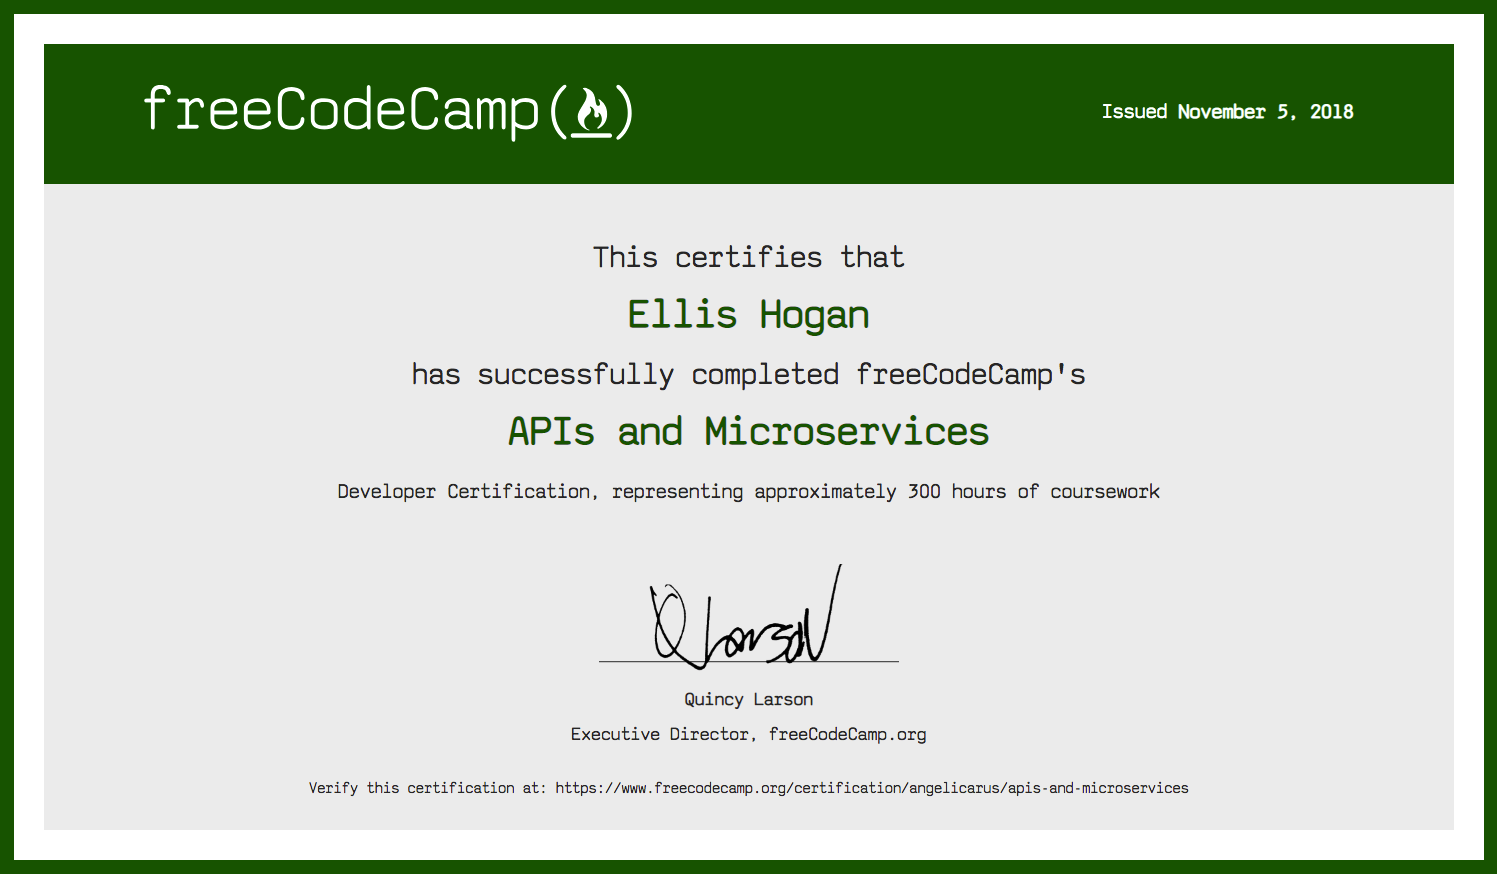 freeCodeCamp(🔥)
Issued November 5, 2018
This certifies that
Ellis Hogan
has successfully completed freeCodeCamp's
APIs and Microservices
Developer Certification, representing approximately 300 hours of coursework
Q Larson
Quincy Larson
Executive Director, freeCodeCamp.org
Verify this certification at: https://www.freecodecamp.org/certification/angelicarus/apis-and-microservices